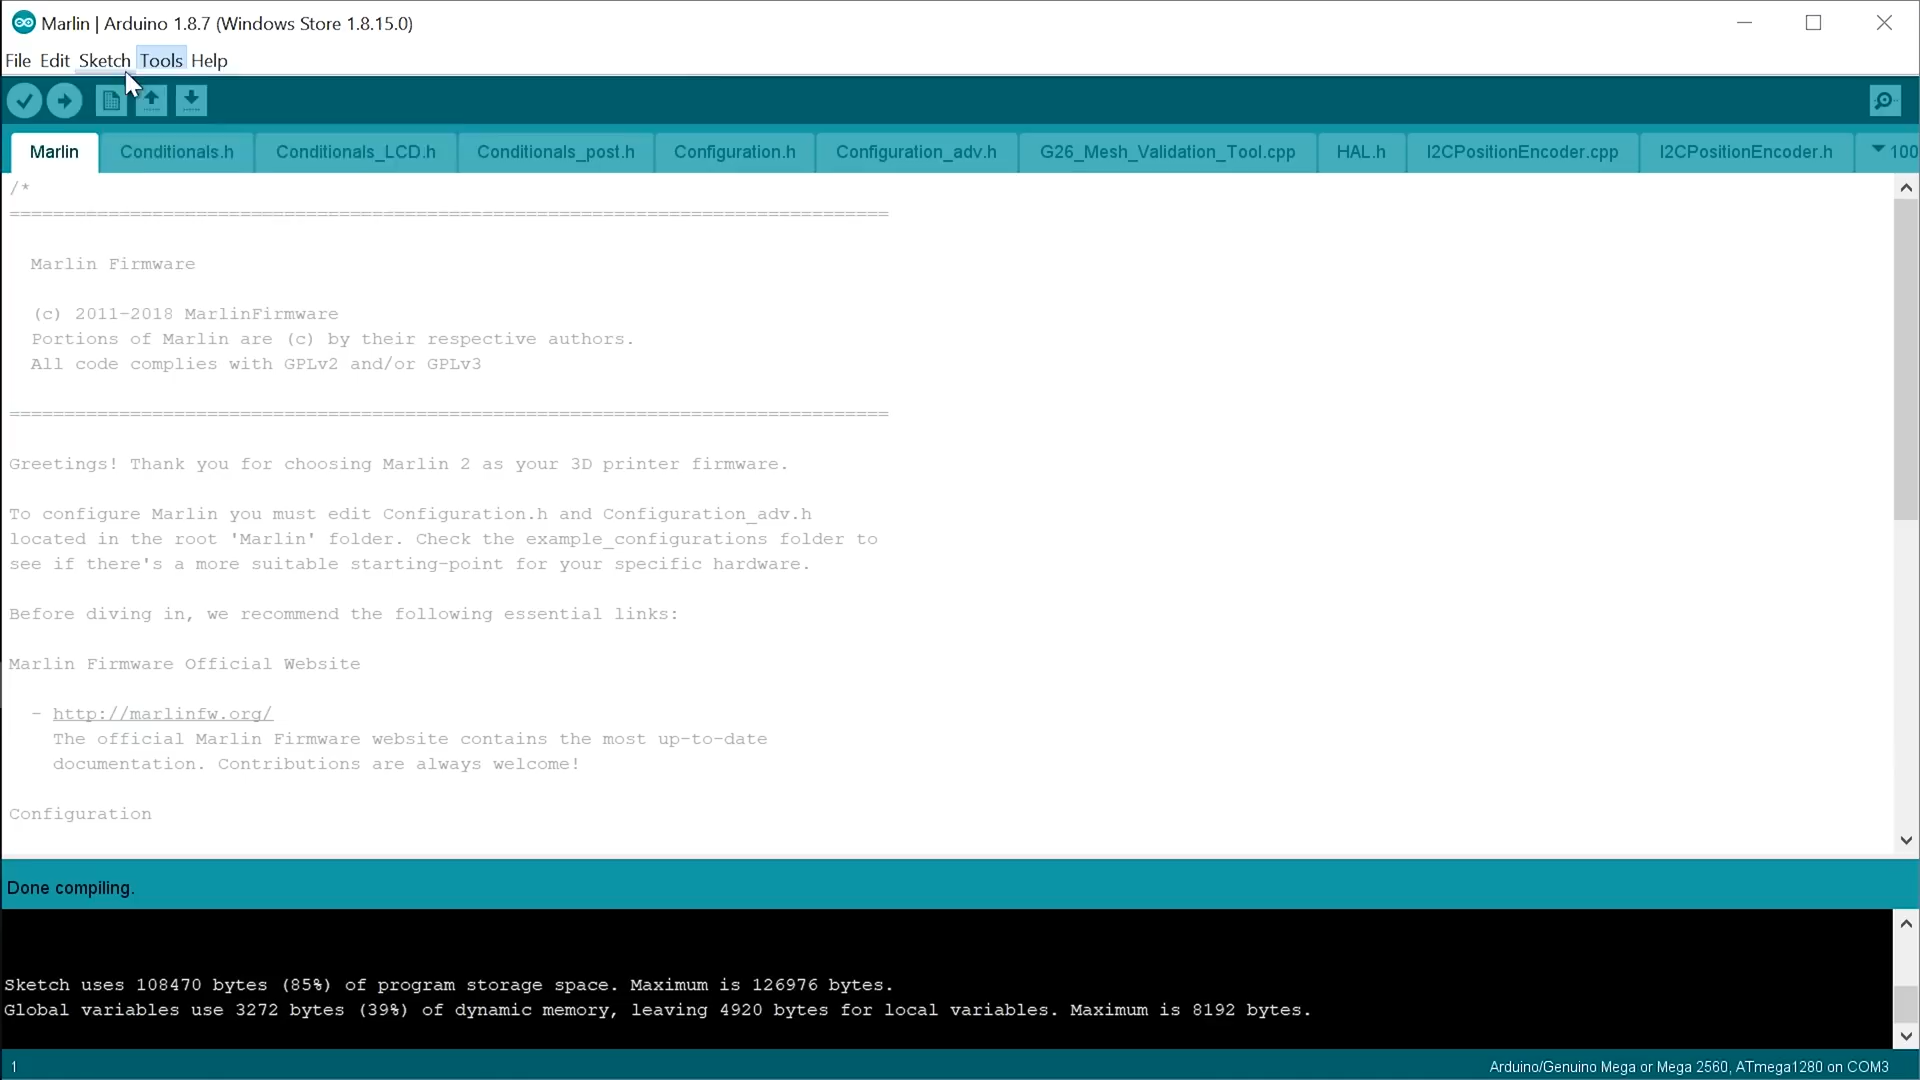 Marlin | Arduino 1.8.7 (Windows Store 1.8.15.0)
File Edit Sketch Tools Help
Marlin Conditionals.h Conditionals_LCD.h Conditionals_post.h Configuration.h Configuration_adv.h G26_Mesh_Validation_Tool.cpp HAL.h I2CPositionEncoder.cpp I2CPositionEncoder.h 100
/*
================================================================================
Marlin Firmware
(c) 2011-2018 MarlinFirmware
Portions of Marlin are (c) by their respective authors.
All code complies with GPLv2 and/or GPLv3
================================================================================
Greetings! Thank you for choosing Marlin 2 as your 3D printer firmware.
To configure Marlin you must edit Configuration.h and Configuration_adv.h
located in the root 'Marlin' folder. Check the example_configurations folder to
see if there's a more suitable starting-point for your specific hardware.
Before diving in, we recommend the following essential links:
Marlin Firmware Official Website
- http://marlinfw.org/
The official Marlin Firmware website contains the most up-to-date
documentation. Contributions are always welcome!
Configuration
Done compiling.
Sketch uses 108470 bytes (85%) of program storage space. Maximum is 126976 bytes.
Global variables use 3272 bytes (39%) of dynamic memory, leaving 4920 bytes for local variables. Maximum is 8192 bytes.
1 Arduino/Genuino Mega or Mega 2560, ATmega1280 on COM3